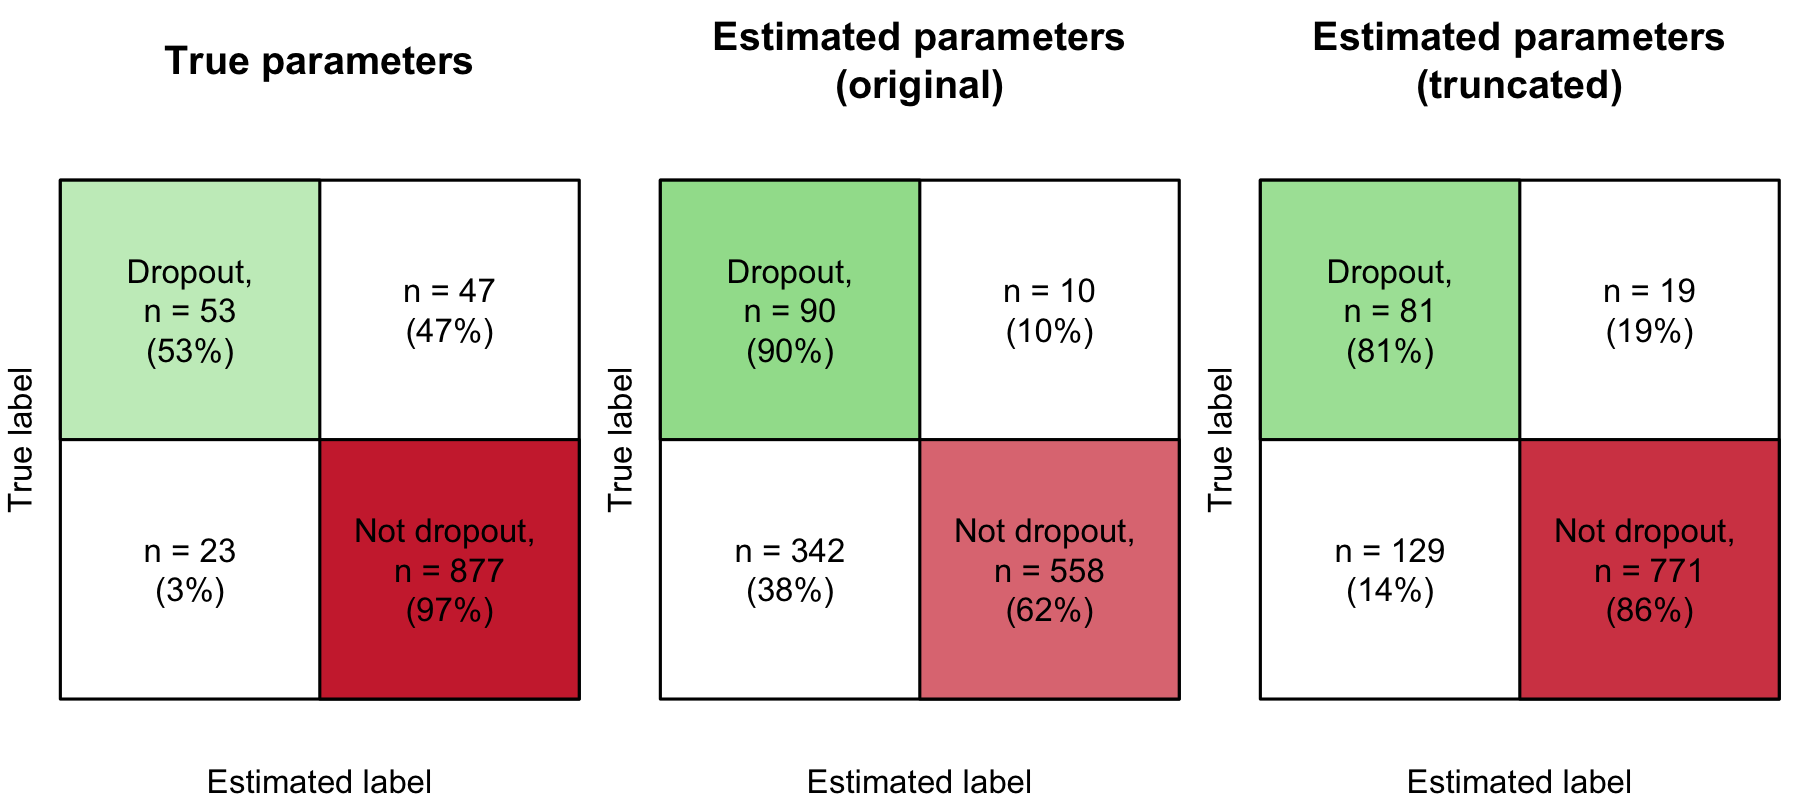 True parameters
Estimated parameters
(original)
Estimated parameters
(truncated)
True label
Dropout,
n = 53
(53%)
n = 47
(47%)
n = 23
(3%)
Not dropout,
n = 877
(97%)
Estimated label
True label
Dropout,
n = 90
(90%)
n = 10
(10%)
n = 342
(38%)
Not dropout,
n = 558
(62%)
Estimated label
True label
Dropout,
n = 81
(81%)
n = 19
(19%)
n = 129
(14%)
Not dropout,
n = 771
(86%)
Estimated label